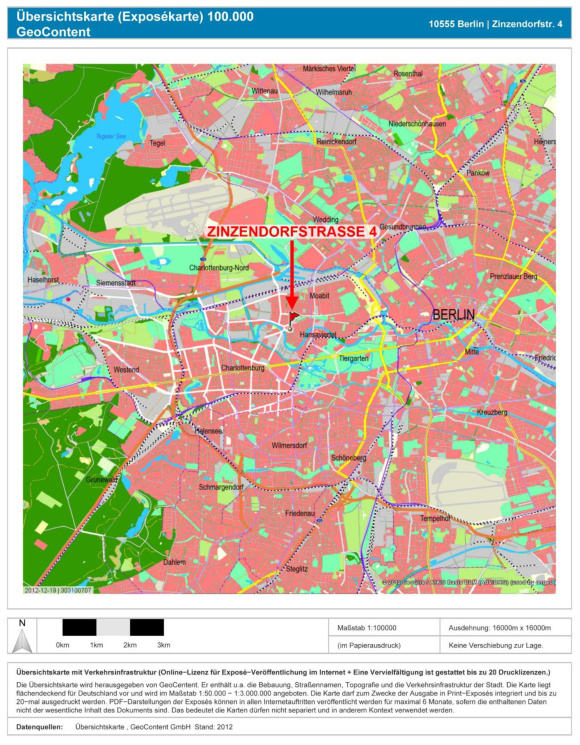 Übersichtskarte (Exposékarte) 100.000
GeoContent
10555 Berlin | Zinzendorfstr. 4
Märkisches Viertel
Rosenthal
Wittenau
Wilhelmsruh
Tegeler See
Niederschönhausen
Tegel
Reinickendorf
Pankow
Wedding
Gesundbrunnen
ZINZENDORFSTRASSE 4
Charlottenburg-Nord
Haselhorst
Siemensstadt
Prenzlauer Berg
Moabit
BERLIN
Hansaviertel
Tiergarten
Mitte
Westend
Charlottenburg
Kreuzberg
Halensee
Wilmersdorf
Schöneberg
Grunewald
Schmargendorf
Friedenau
Tempelhof
Dahlem
Steglitz
2012-12-19 | 303100707
N
0km 1km 2km 3km
Maßstab 1:100000
Ausdehnung: 16000m x 16000m
(im Papierausdruck)
Keine Verschiebung zur Lage.
Übersichtskarte mit Verkehrsinfrastruktur (Online-Lizenz für Exposé-Veröffentlichung im Internet + Eine Vervielfältigung ist gestattet bis zu 20 Drucklizenzen.)
Die Übersichtskarte wird herausgegeben von GeoContent. Er enthält u.a. die Bebauung, Straßennamen, Topografie und die Verkehrsinfrastruktur der Stadt. Die Karte liegt
flächendeckend für Deutschland vor und wird im Maßstab 1:50.000 - 1:3.000.000 angeboten. Die Karte darf zum Zwecke der Ausgabe in Print-Exposés integriert und bis zu
20-mal ausgedruckt werden. PDF-Darstellungen der Exposés können in allen Internetauftritten veröffentlicht werden für maximal 6 Monate, sofern die enthaltenen Daten
nicht der wesentliche Inhalt des Dokuments sind. Das bedeutet die Karten dürfen nicht separiert und in anderem Kontext verwendet werden.
Datenquellen: Übersichtskarte , GeoContent GmbH Stand: 2012